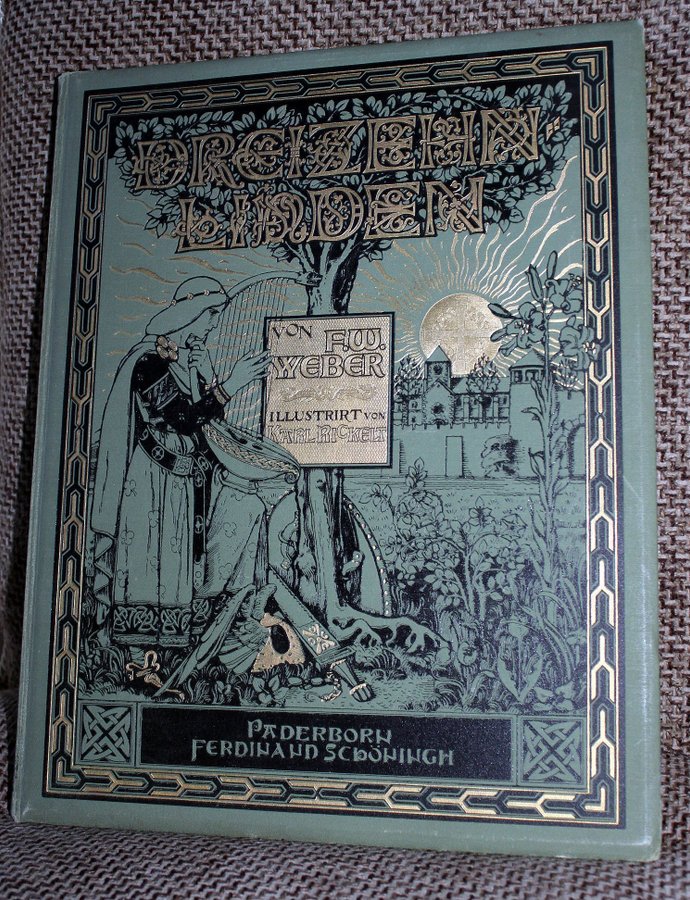 DREIZEHN-
LINDEN
VON F.W.
WEBER
ILLUSTRIRT VON
KARL RICKELT
PADERBORN
FERDINAND SCHÖNINGH